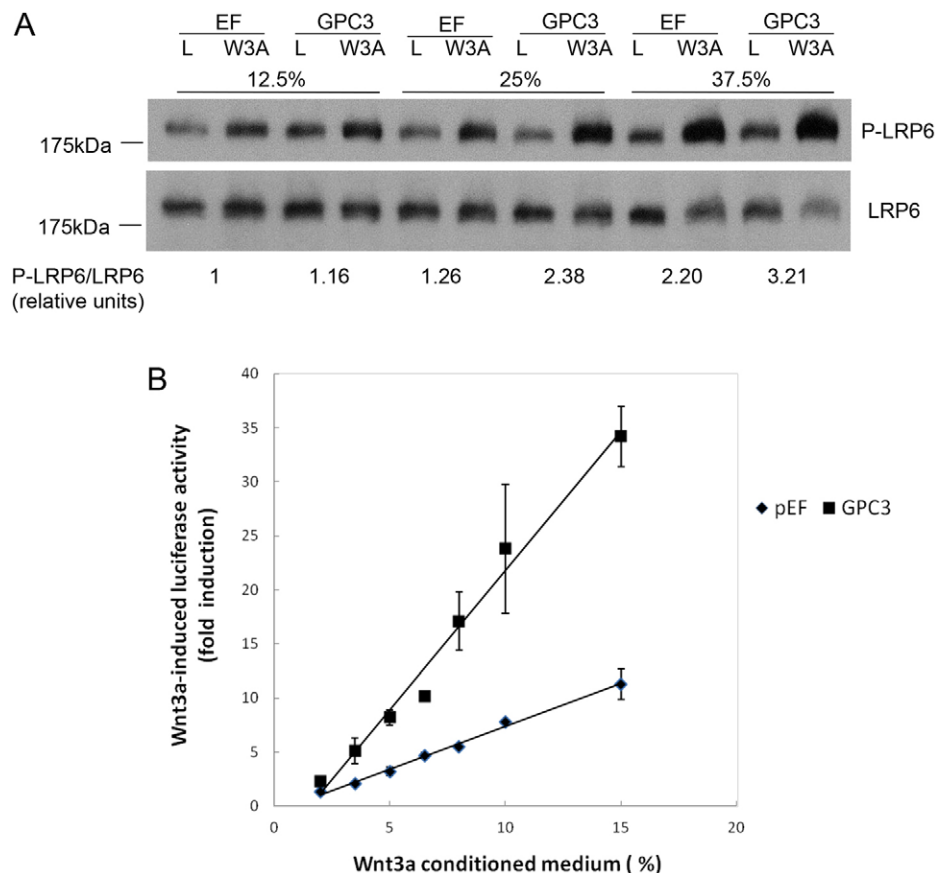 A
EF GPC3 EF GPC3 EF GPC3
L W3A L W3A L W3A L W3A L W3A L W3A
12.5% 25% 37.5%
175kDa P-LRP6
175kDa LRP6
P-LRP6/LRP6 1 1.16 1.26 2.38 2.20 3.21
(relative units)
B
Wnt3a-induced luciferase activity
(fold induction)
40
35
30
25
20
15
10
5
0
pEF GPC3
0 5 10 15 20
Wnt3a conditioned medium ( %)